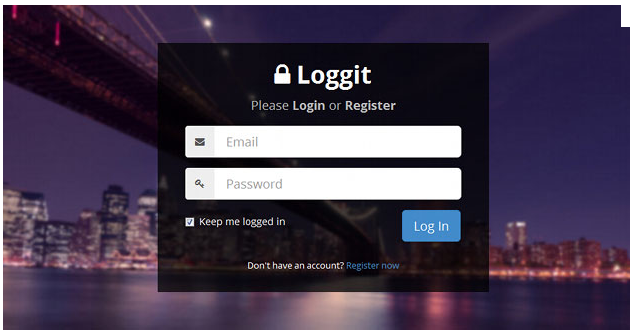 Loggit
Please Login or Register
Email
Password
Keep me logged in
Log In
Don't have an account? Register now